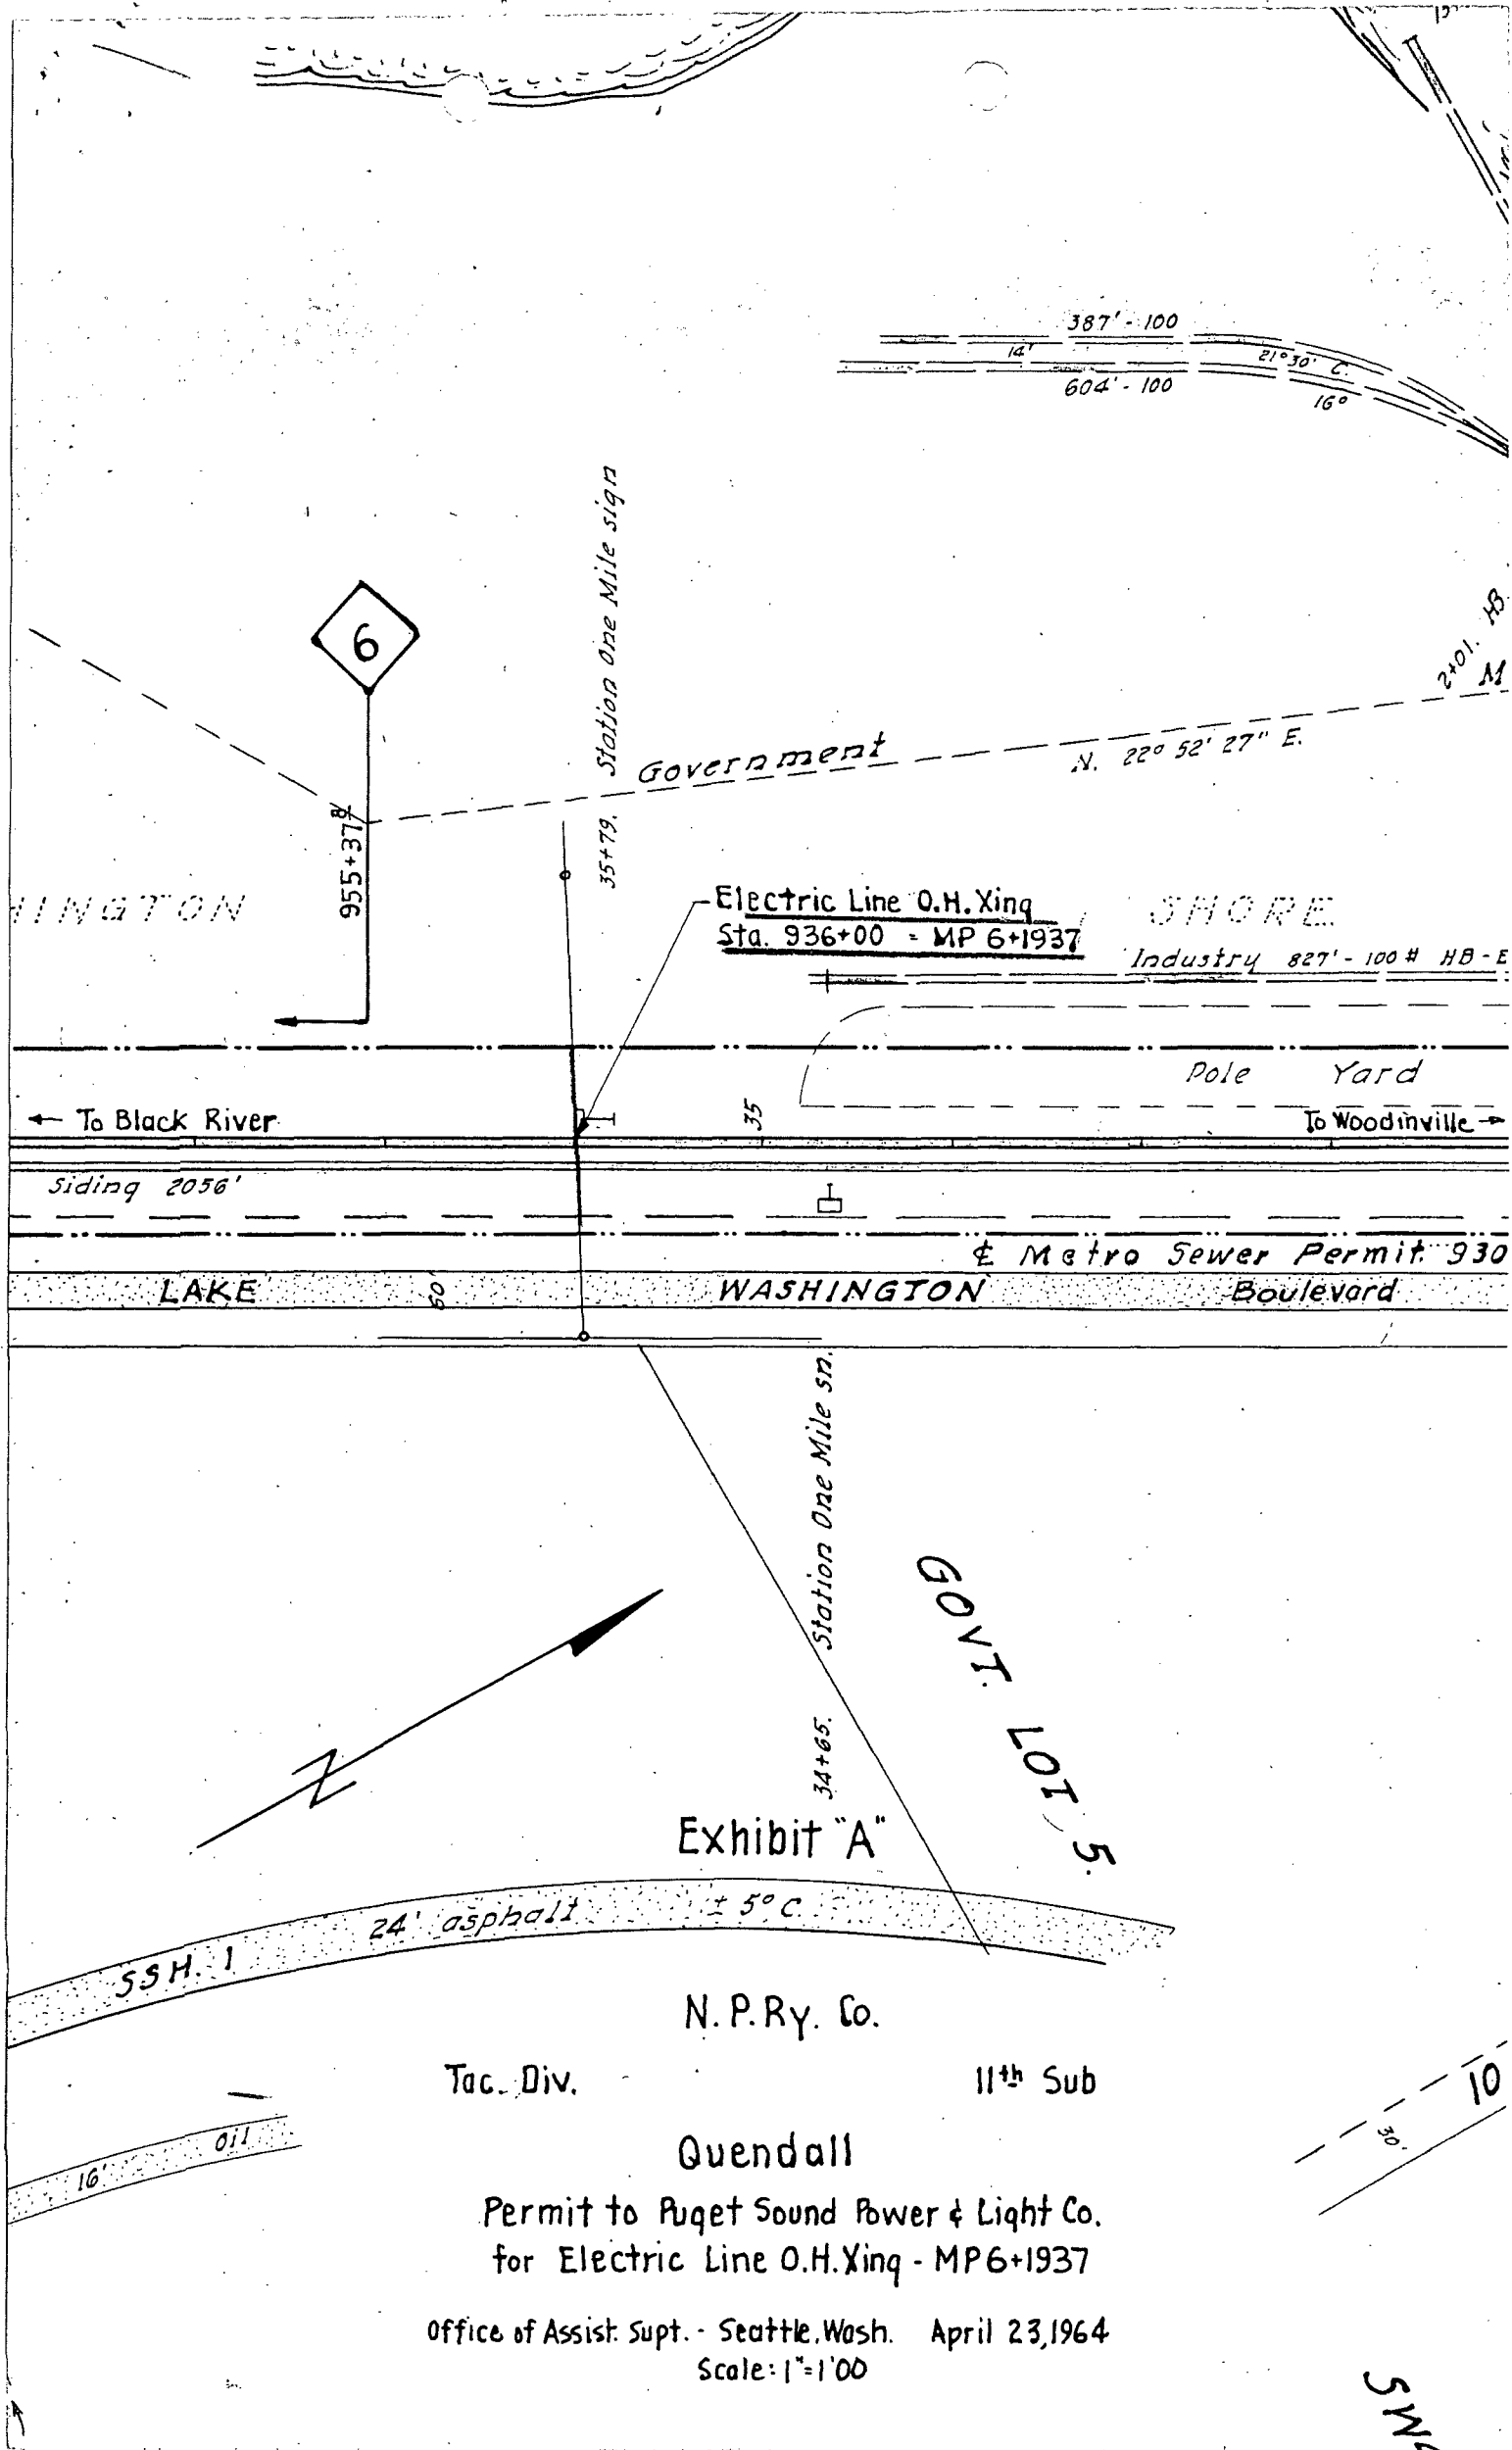 387'-100
14'
21°30' C.
604'-100
16°
Station One Mile sign
35+79.
6
955+37
2+01. HB
M
Government
N. 22° 52' 27" E.
HINGTON
SHORE
Electric Line O.H. Xing
Sta. 936+00 = MP 6+1937
Industry 827'-100# HB-E
Pole Yard
← To Black River
35
To Woodinville →
Siding 2056'
℄ Metro Sewer Permit 930
LAKE WASHINGTON Boulevard
60'
Station One Mile sn.
34+65.
GOVT. LOT 5.
N
Exhibit "A"
24' asphalt ± 5° C.
SSH. 1
N.P.Ry. Co.
Tac. Div. 11th Sub
10
30'
16' oil
Quendall
Permit to Puget Sound Power & Light Co.
for Electric Line O.H. Xing - MP6+1937
Office of Assist. Supt. - Seattle, Wash. April 23, 1964
Scale: 1"=1'00
SW